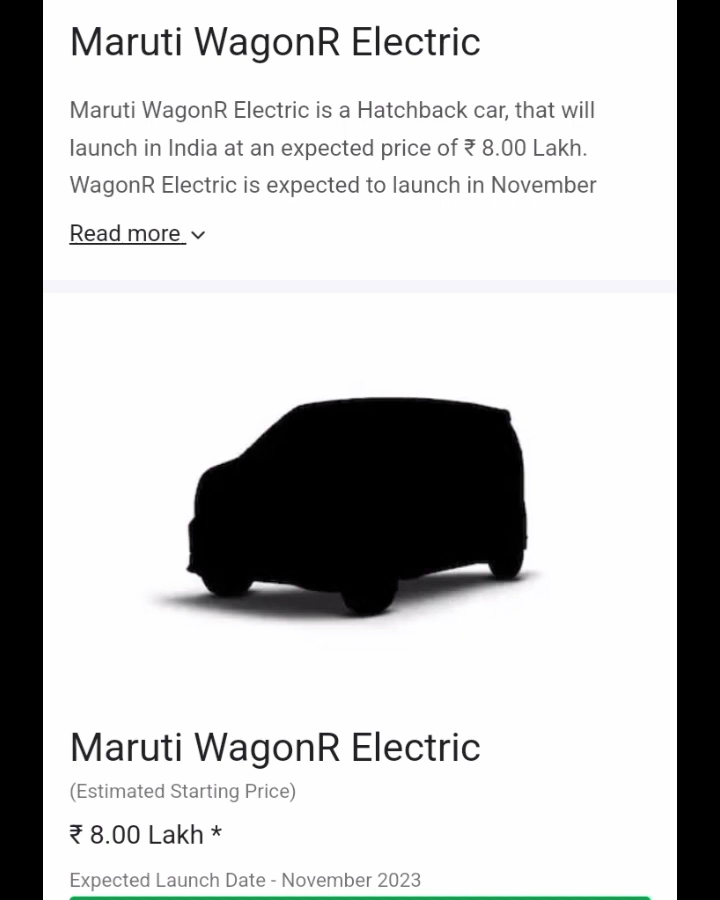 Maruti WagonR Electric
Maruti WagonR Electric is a Hatchback car, that will
launch in India at an expected price of ₹ 8.00 Lakh.
WagonR Electric is expected to launch in November
Read more
Maruti WagonR Electric
(Estimated Starting Price)
₹ 8.00 Lakh *
Expected Launch Date - November 2023